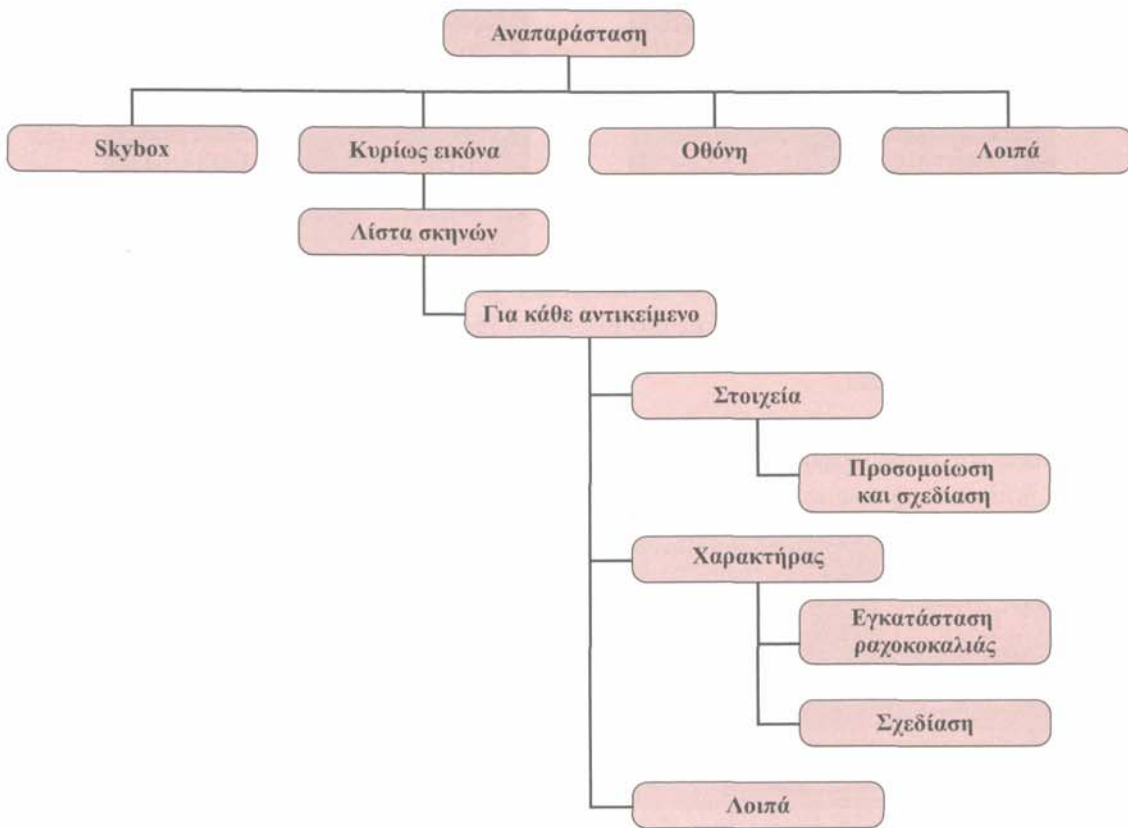 Αναπαράσταση
Skybox
Κυρίως εικόνα
Οθόνη
Λοιπά
Λίστα σκηνών
Για κάθε αντικείμενο
Στοιχεία
Προσομοίωση
και σχεδίαση
Χαρακτήρας
Εγκατάσταση
ραχοκοκαλιάς
Σχεδίαση
Λοιπά